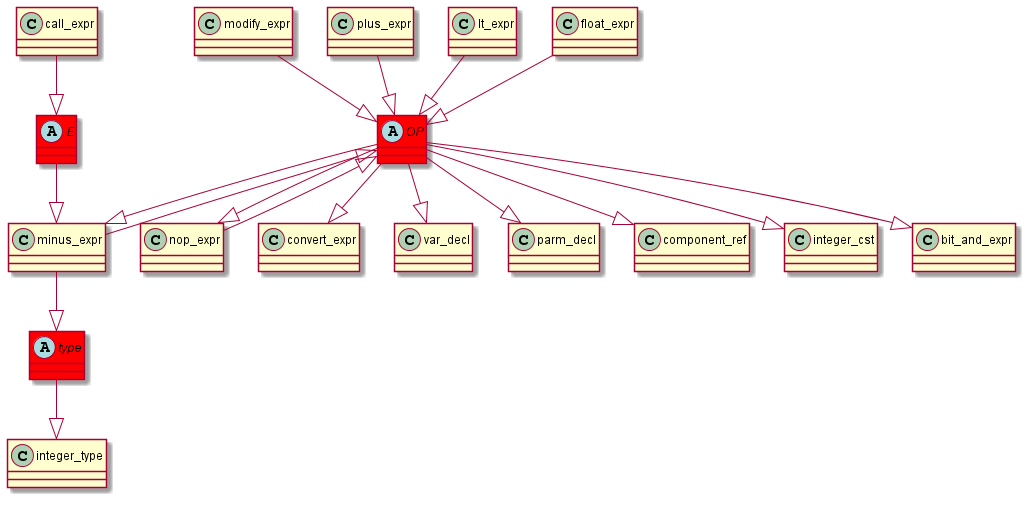 C call_expr
C modify_expr
C plus_expr
C lt_expr
C float_expr
A E
A OP
C minus_expr
C nop_expr
C convert_expr
C var_decl
C parm_decl
C component_ref
C integer_cst
C bit_and_expr
A type
C integer_type